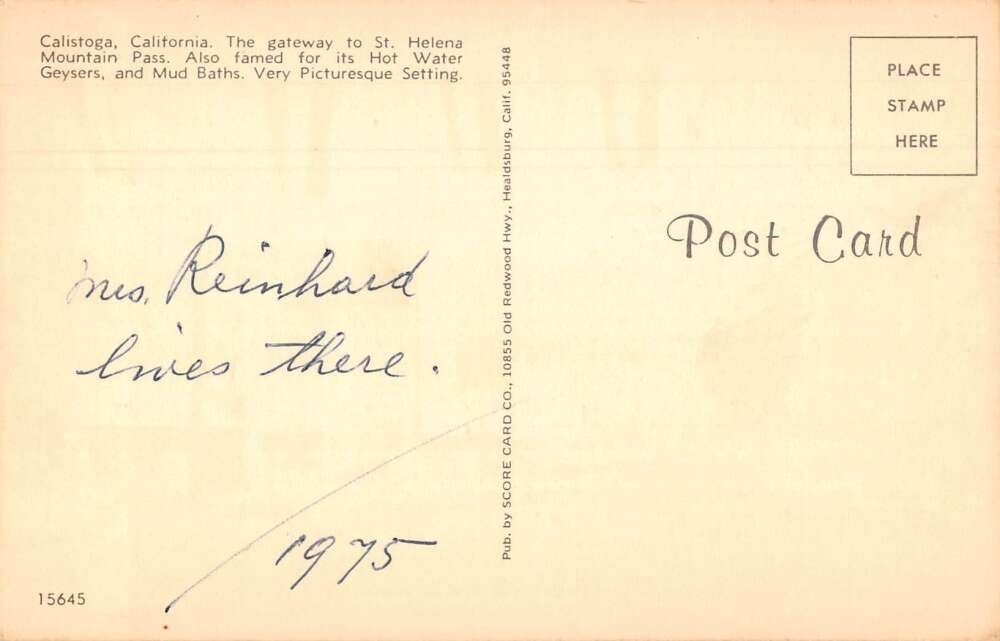 Calistoga, California. The gateway to St. Helena
Mountain Pass. Also famed for its Hot Water
Geysers, and Mud Baths. Very Picturesque Setting.
Mrs. Reinhard
lives there.
1975
15645
Pub. by SCORE CARD CO., 10855 Old Redwood Hwy., Healdsburg, Calif. 95448
PLACE
STAMP
HERE
Post Card